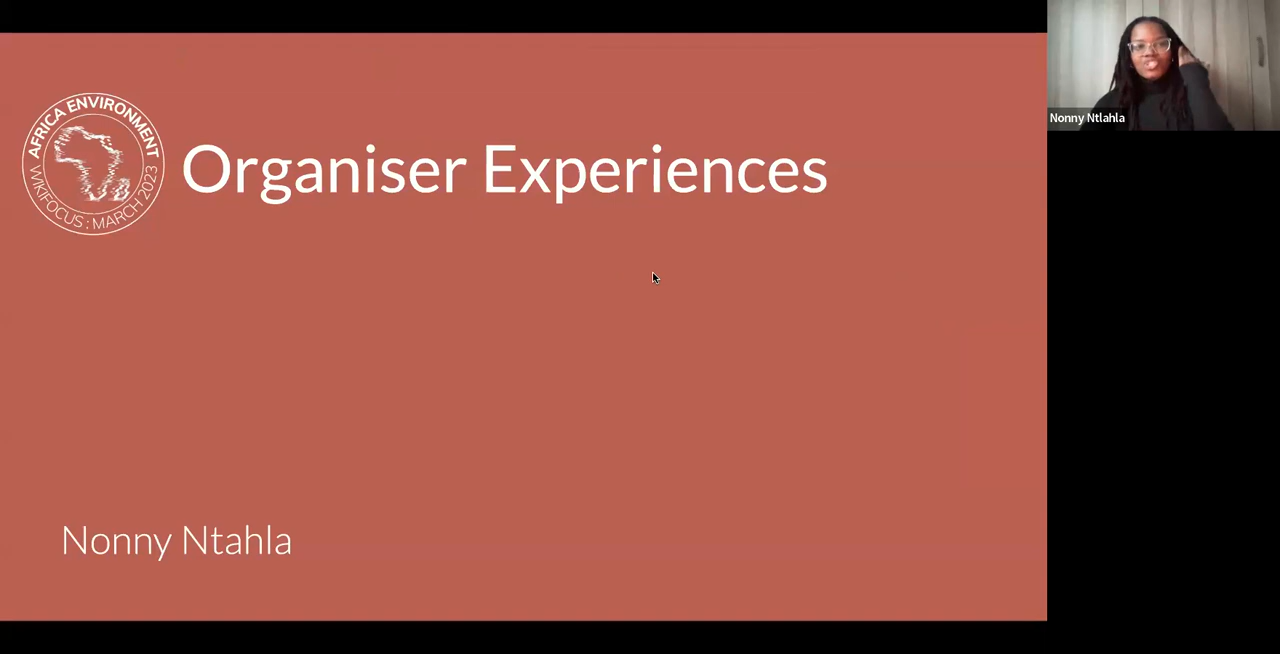 AFRICA ENVIRONMENT
WIKIFOCUS : MARCH 2023
Organiser Experiences
Nonny Ntahla
Nonny Ntlahla